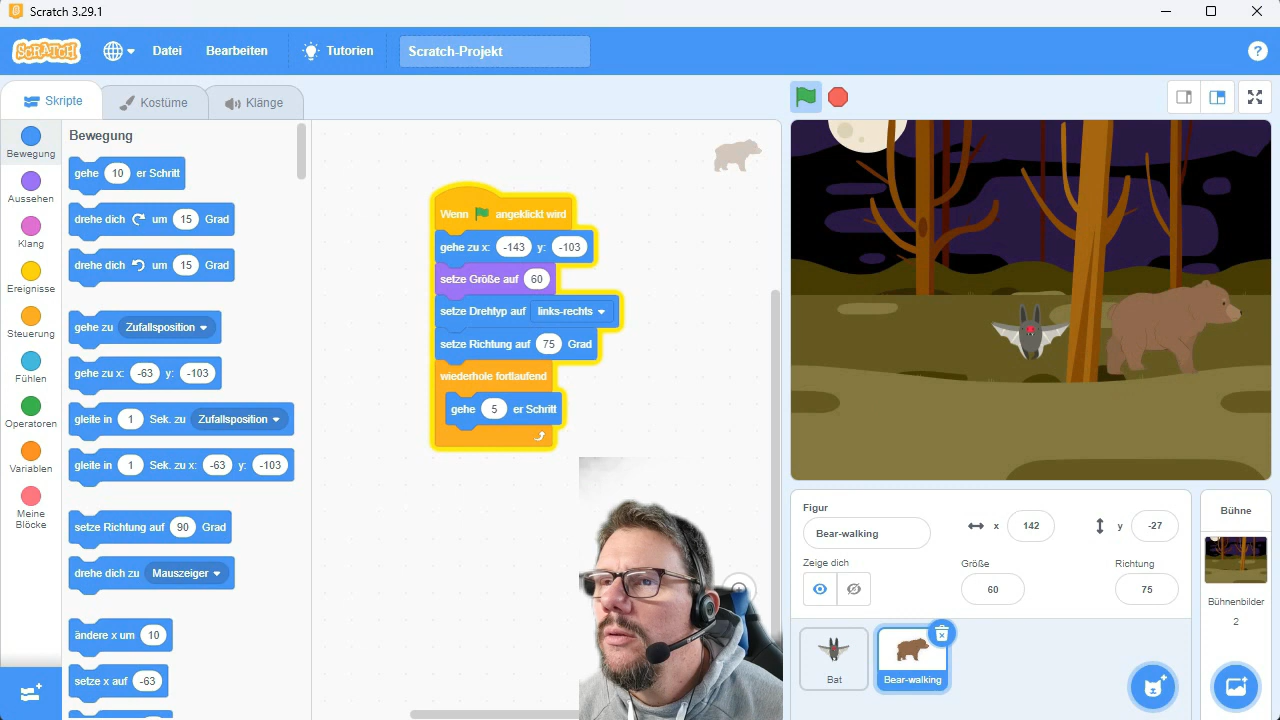 Scratch 3.29.1
SCRATCH
Datei
Bearbeiten
Tutorien
Scratch-Projekt
?
Skripte
Kostüme
Klänge
Bewegung
Aussehen
Klang
Ereignisse
Steuerung
Fühlen
Operatoren
Variablen
Meine
Blöcke
Bewegung
gehe 10 er Schritt
drehe dich um 15 Grad
drehe dich um 15 Grad
gehe zu Zufallsposition
gehe zu x: -63 y: -103
gleite in 1 Sek. zu Zufallsposition
gleite in 1 Sek. zu x: -63 y: -103
setze Richtung auf 90 Grad
drehe dich zu Mauszeiger
ändere x um 10
setze x auf -63
Wenn angeklickt wird
gehe zu x: -143 y: -103
setze Größe auf 60
setze Drehtyp auf links-rechts
setze Richtung auf 75 Grad
wiederhole fortlaufend
gehe 5 er Schritt
Figur
Bear-walking
x 142
y -27
Zeige dich
Größe
60
Richtung
75
Bat
Bear-walking
Bühne
Bühnenbilder
2